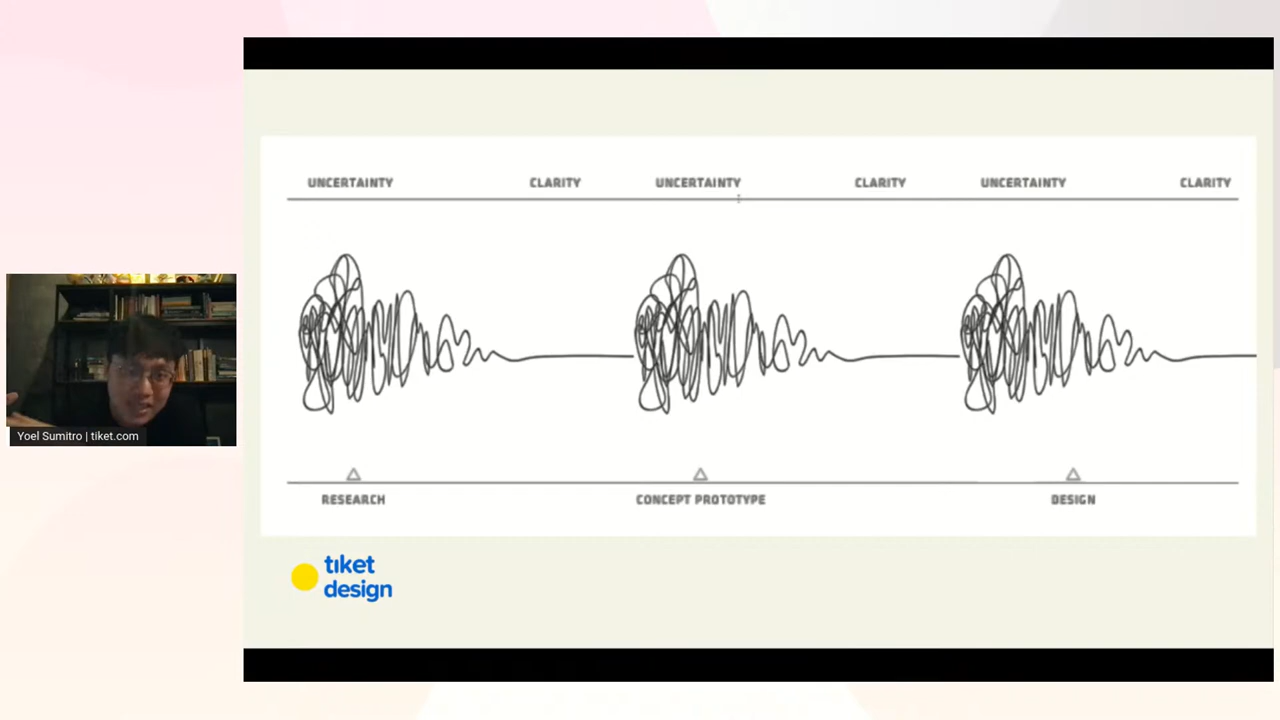 UNCERTAINTY CLARITY UNCERTAINTY CLARITY UNCERTAINTY CLARITY
RESEARCH CONCEPT PROTOTYPE DESIGN
tiket
design
Yoel Sumitro | tiket.com